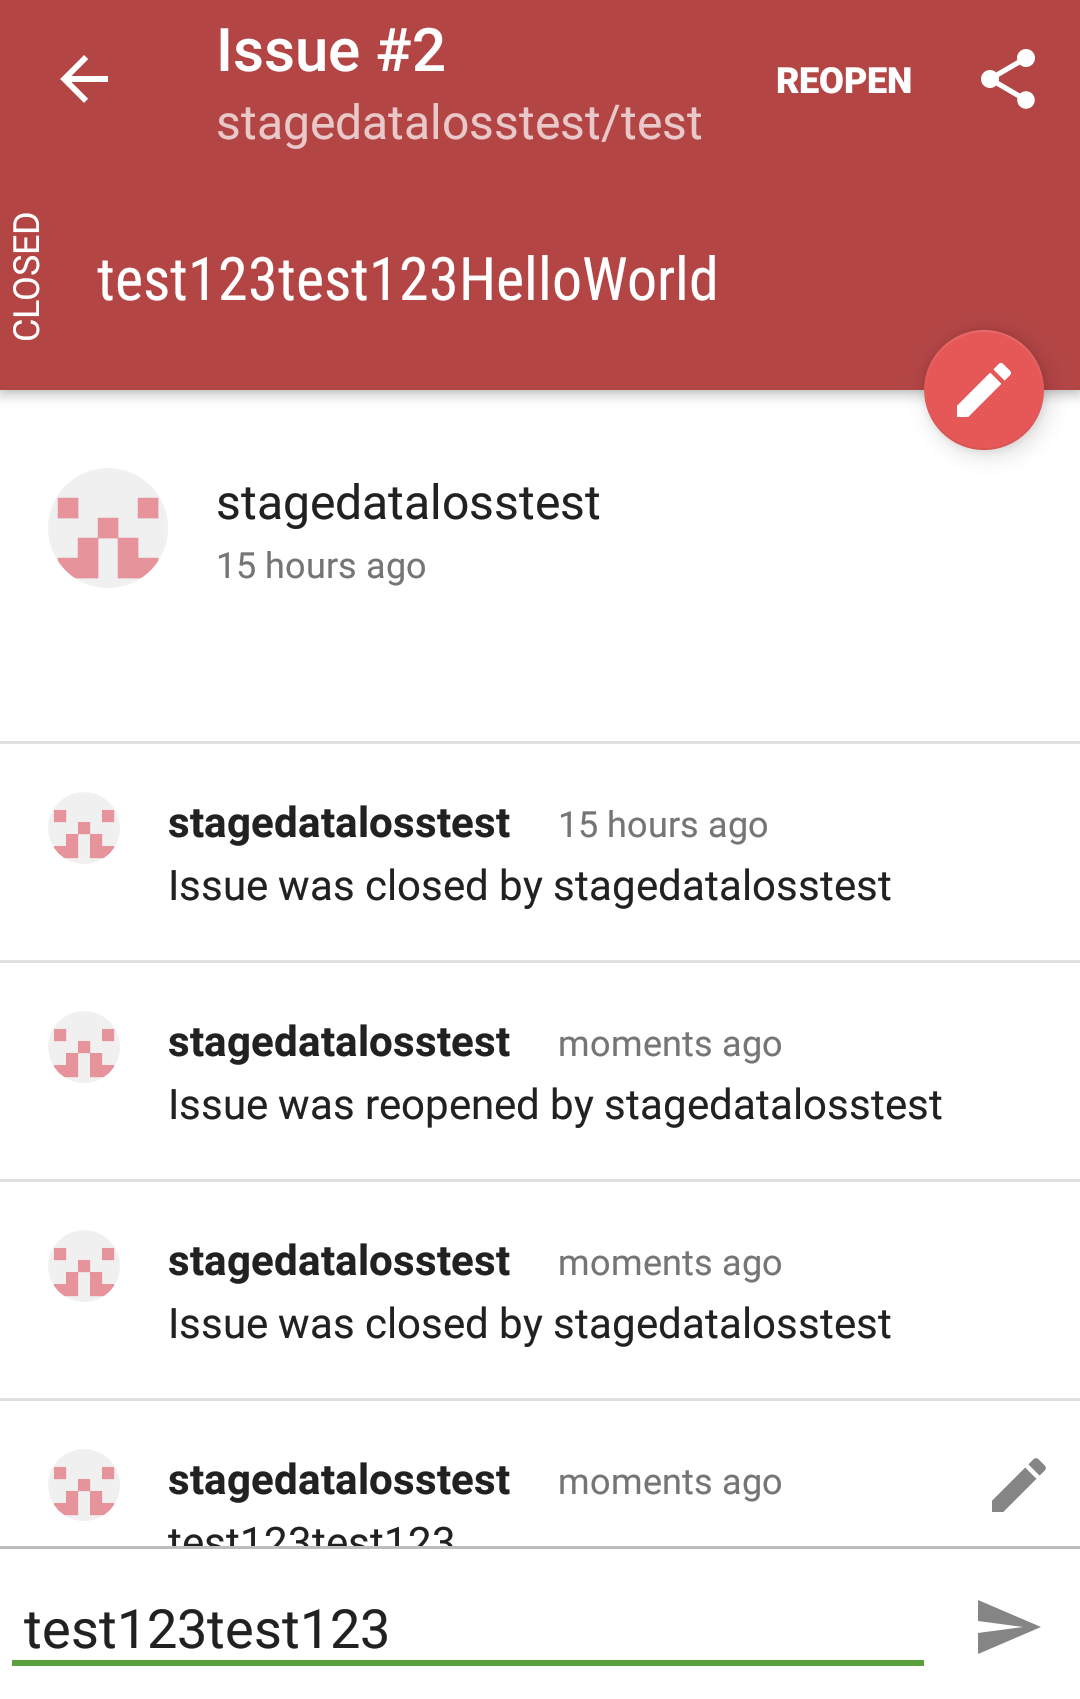 Issue #2
stagedatalosstest/test
REOPEN
CLOSED
test123test123HelloWorld
stagedatalosstest
15 hours ago
stagedatalosstest 15 hours ago
Issue was closed by stagedatalosstest
stagedatalosstest moments ago
Issue was reopened by stagedatalosstest
stagedatalosstest moments ago
Issue was closed by stagedatalosstest
stagedatalosstest moments ago
test123test123
test123test123